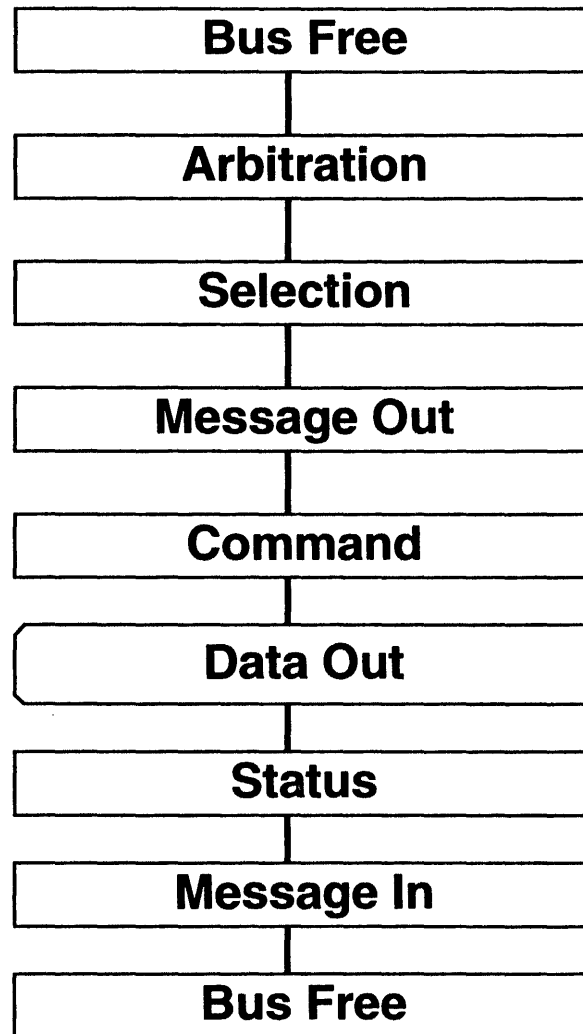 Bus Free
Arbitration
Selection
Message Out
Command
Data Out
Status
Message In
Bus Free